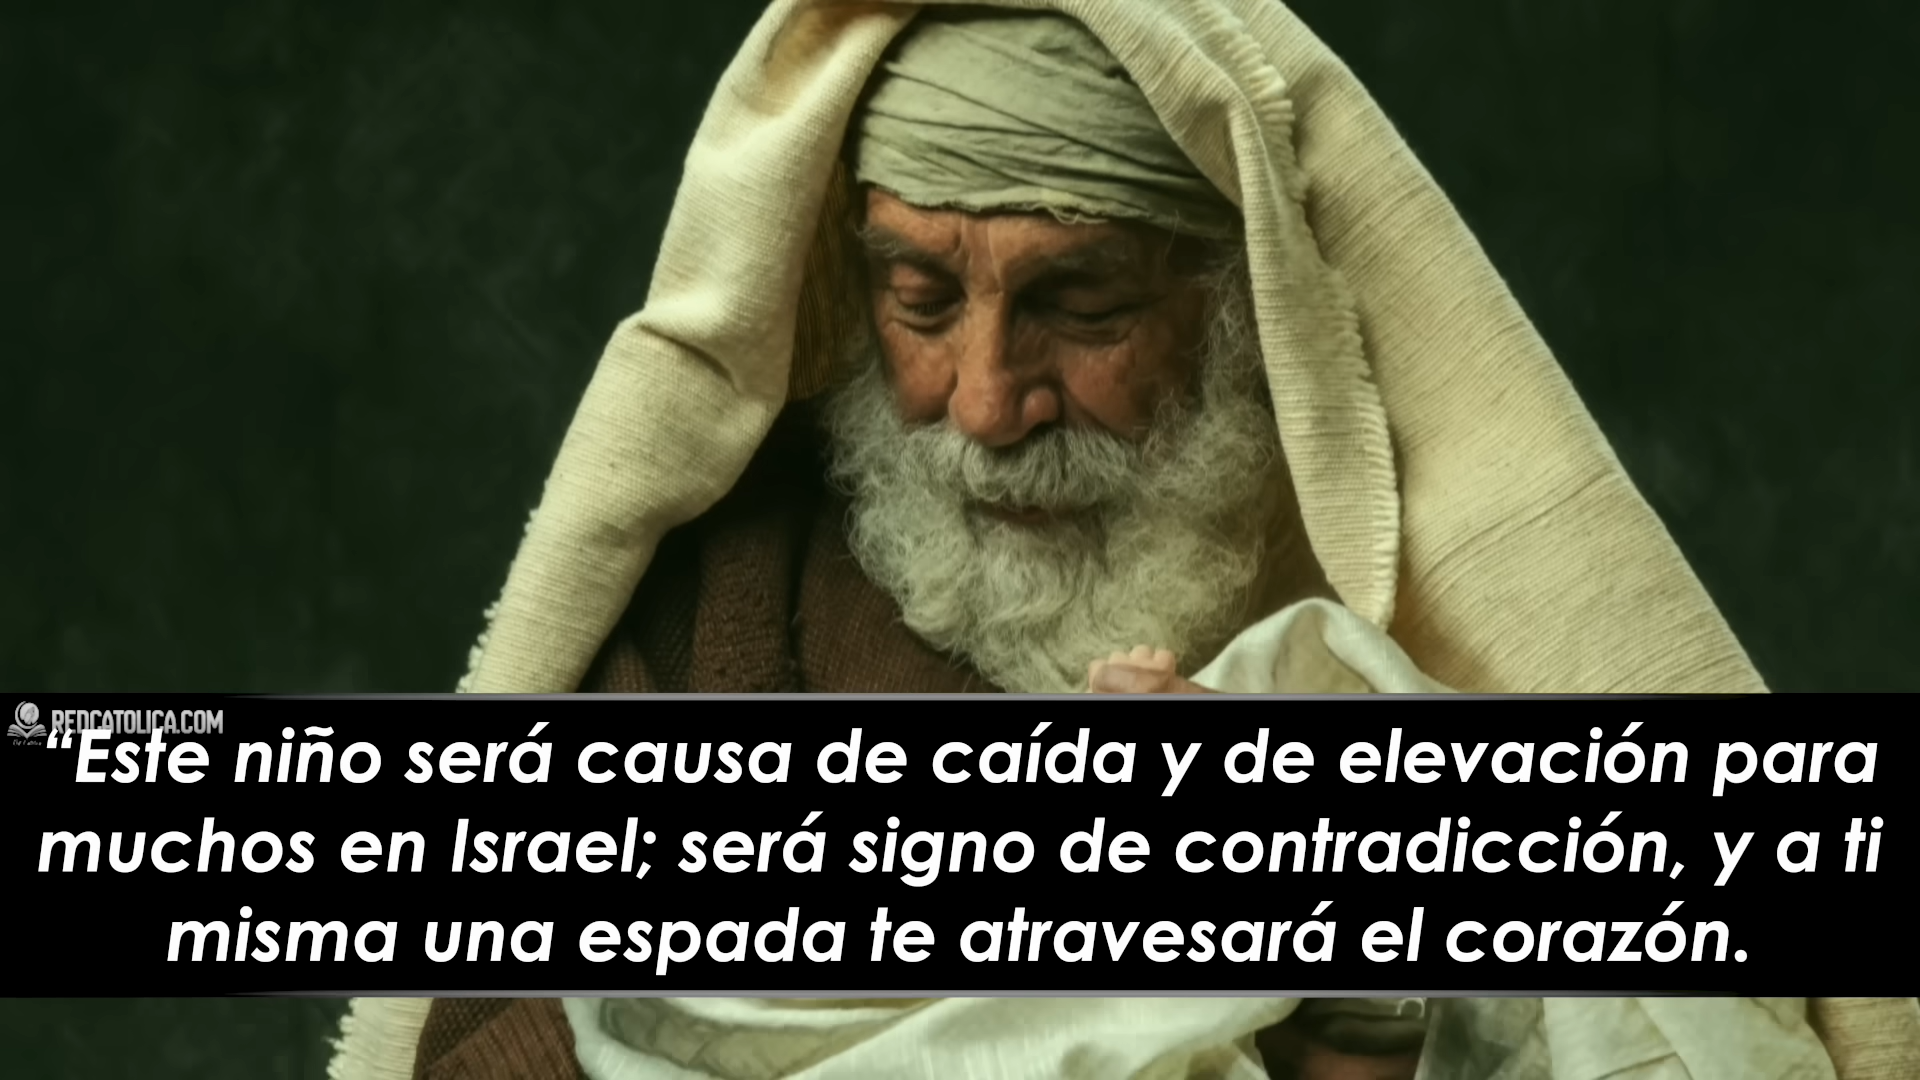 REDCATOLICA.COM
“Este niño será causa de caída y de elevación para
muchos en Israel; será signo de contradicción, y a ti
misma una espada te atravesará el corazón.